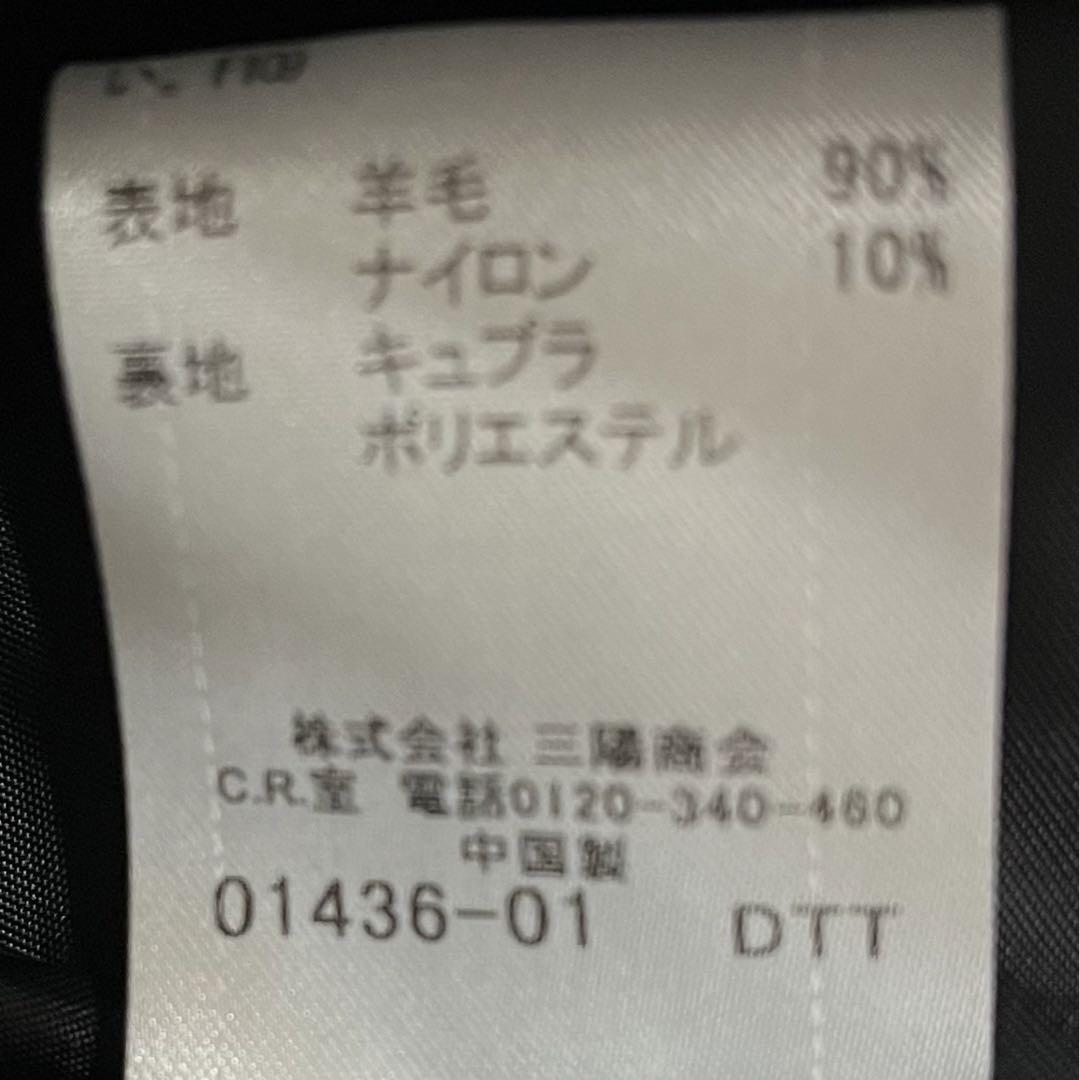 い。
表地 羊毛 90%
ナイロン 10%
裏地 キュプラ
ポリエステル
株式会社 三陽商会
C.R.室 電話0120-340-460
中国製
01436-01 DTT